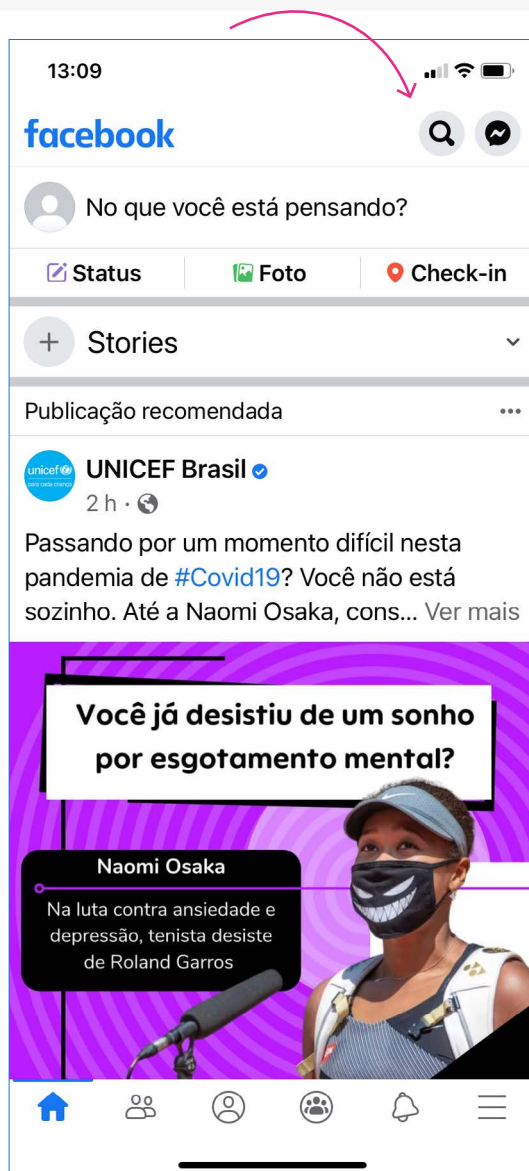 13:09
facebook
No que você está pensando?
Status
Foto
Check-in
Stories
Publicação recomendada
unicef
para cada criança
UNICEF Brasil
2 h ·
Passando por um momento difícil nesta
pandemia de #Covid19? Você não está
sozinho. Até a Naomi Osaka, cons... Ver mais
Você já desistiu de um sonho
por esgotamento mental?
Naomi Osaka
Na luta contra ansiedade e
depressão, tenista desiste
de Roland Garros